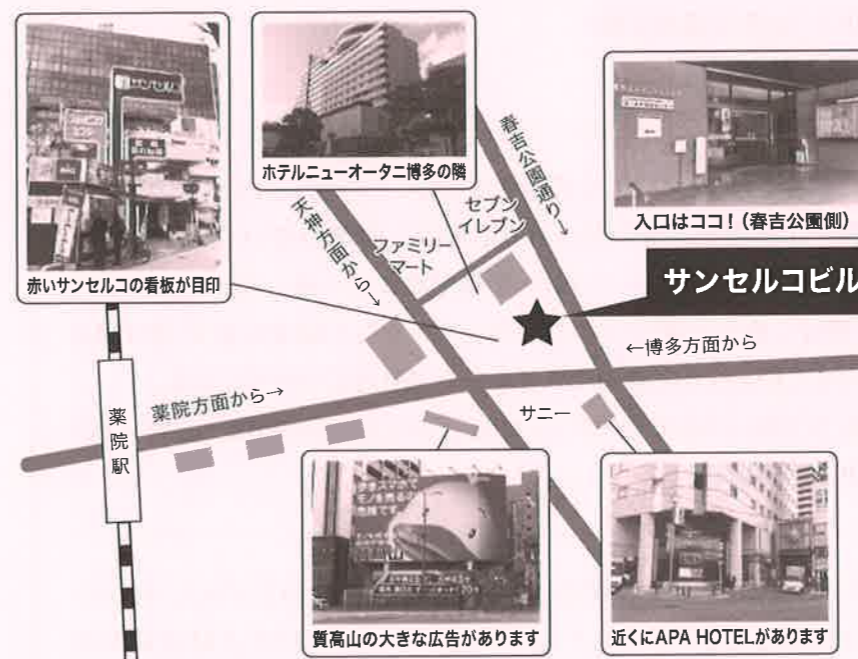 赤いサンセルコの看板が目印
ホテルニューオータニ博多の隣
入口はココ!(春吉公園側)
春吉公園通り↓
セブン
イレブン
天神方面から→
ファミリー
マート
サンセルコビル
←博多方面から
薬院方面から→
薬院駅
サニー
質高山の大きな広告があります
近くにAPA HOTELがあります